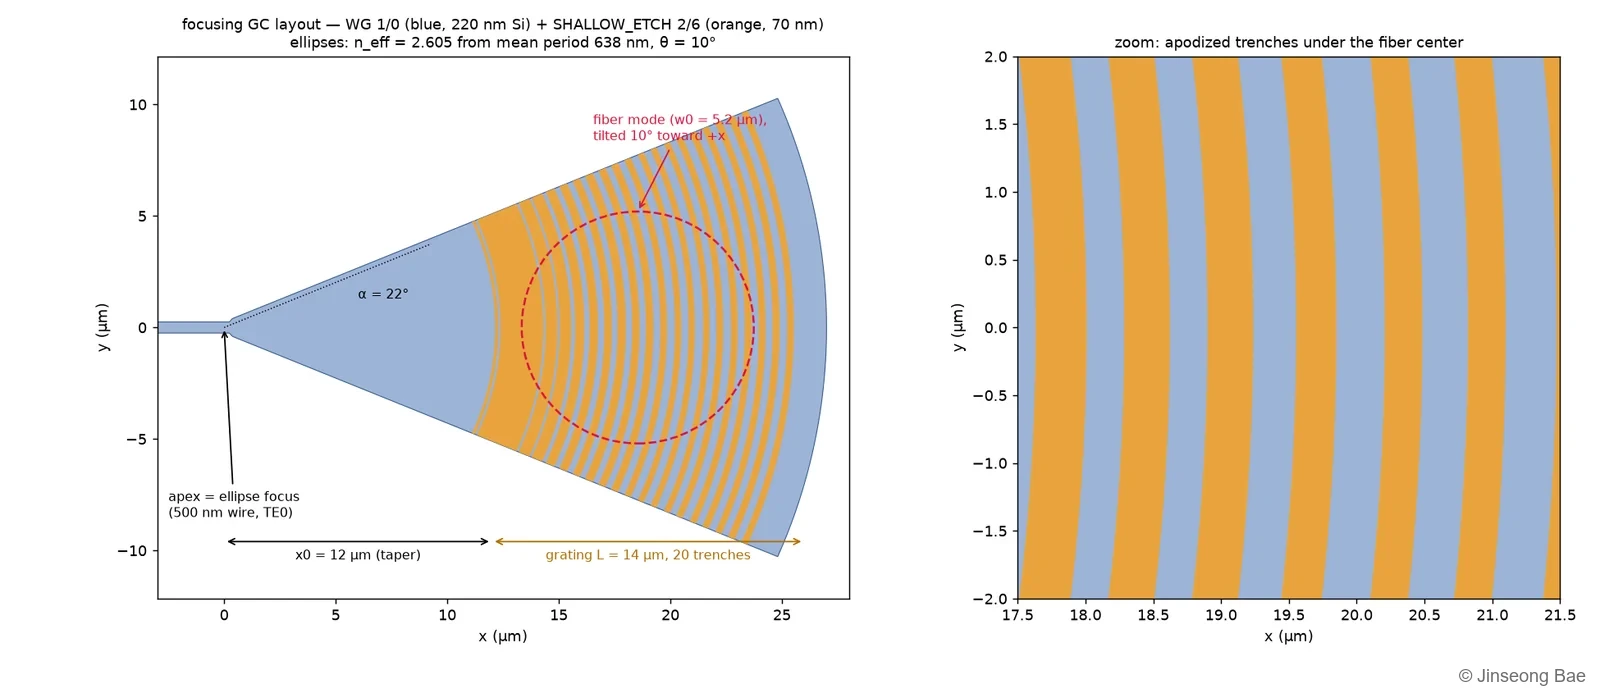 focusing GC layout — WG 1/0 (blue, 220 nm Si) + SHALLOW_ETCH 2/6 (orange, 70 nm)
ellipses: n_eff = 2.605 from mean period 638 nm, θ = 10°
fiber mode (w0 = 5.2 μm),
tilted 10° toward +x
α = 22°
apex = ellipse focus
(500 nm wire, TE0)
x0 = 12 μm (taper)
grating L = 14 μm, 20 trenches
10
5
0
−5
−10
y (μm)
0
5
10
15
20
25
x (μm)
zoom: apodized trenches under the fiber center
2.0
1.5
1.0
0.5
0.0
−0.5
−1.0
−1.5
−2.0
y (μm)
17.5
18.0
18.5
19.0
19.5
20.0
20.5
21.0
21.5
x (μm)
© Jinseong Bae